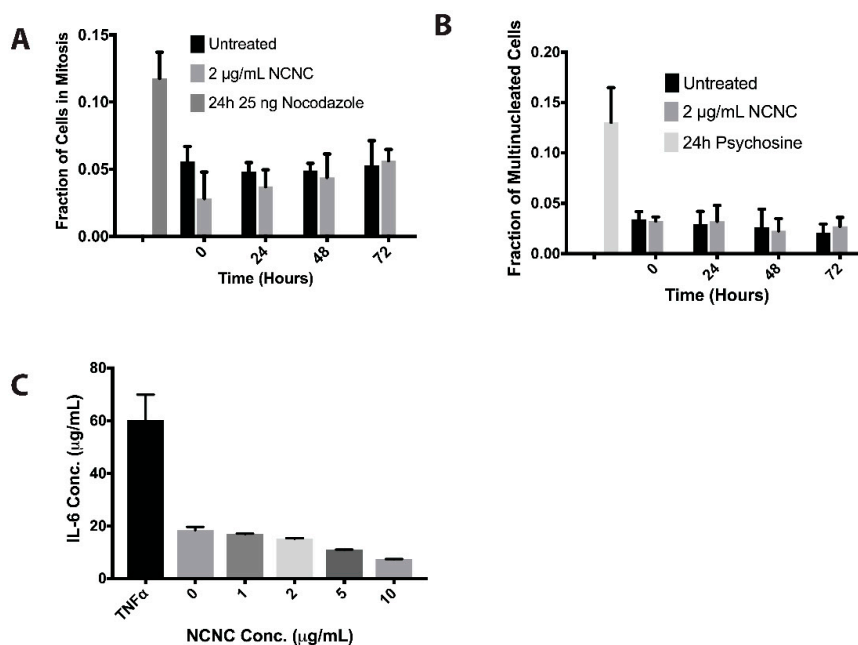 A
Fraction of Cells in Mitosis
0.15
0.10
0.05
0.00
Untreated
2 µg/mL NCNC
24h 25 ng Nocodazole
0
24
48
72
Time (Hours)
B
Fraction of Multinucleated Cells
0.20
0.15
0.10
0.05
0.00
Untreated
2 µg/mL NCNC
24h Psychosine
0
24
48
72
Time (Hours)
C
IL-6 Conc. (µg/mL)
80
60
40
20
0
TNFα
0
1
2
5
10
NCNC Conc. (µg/mL)